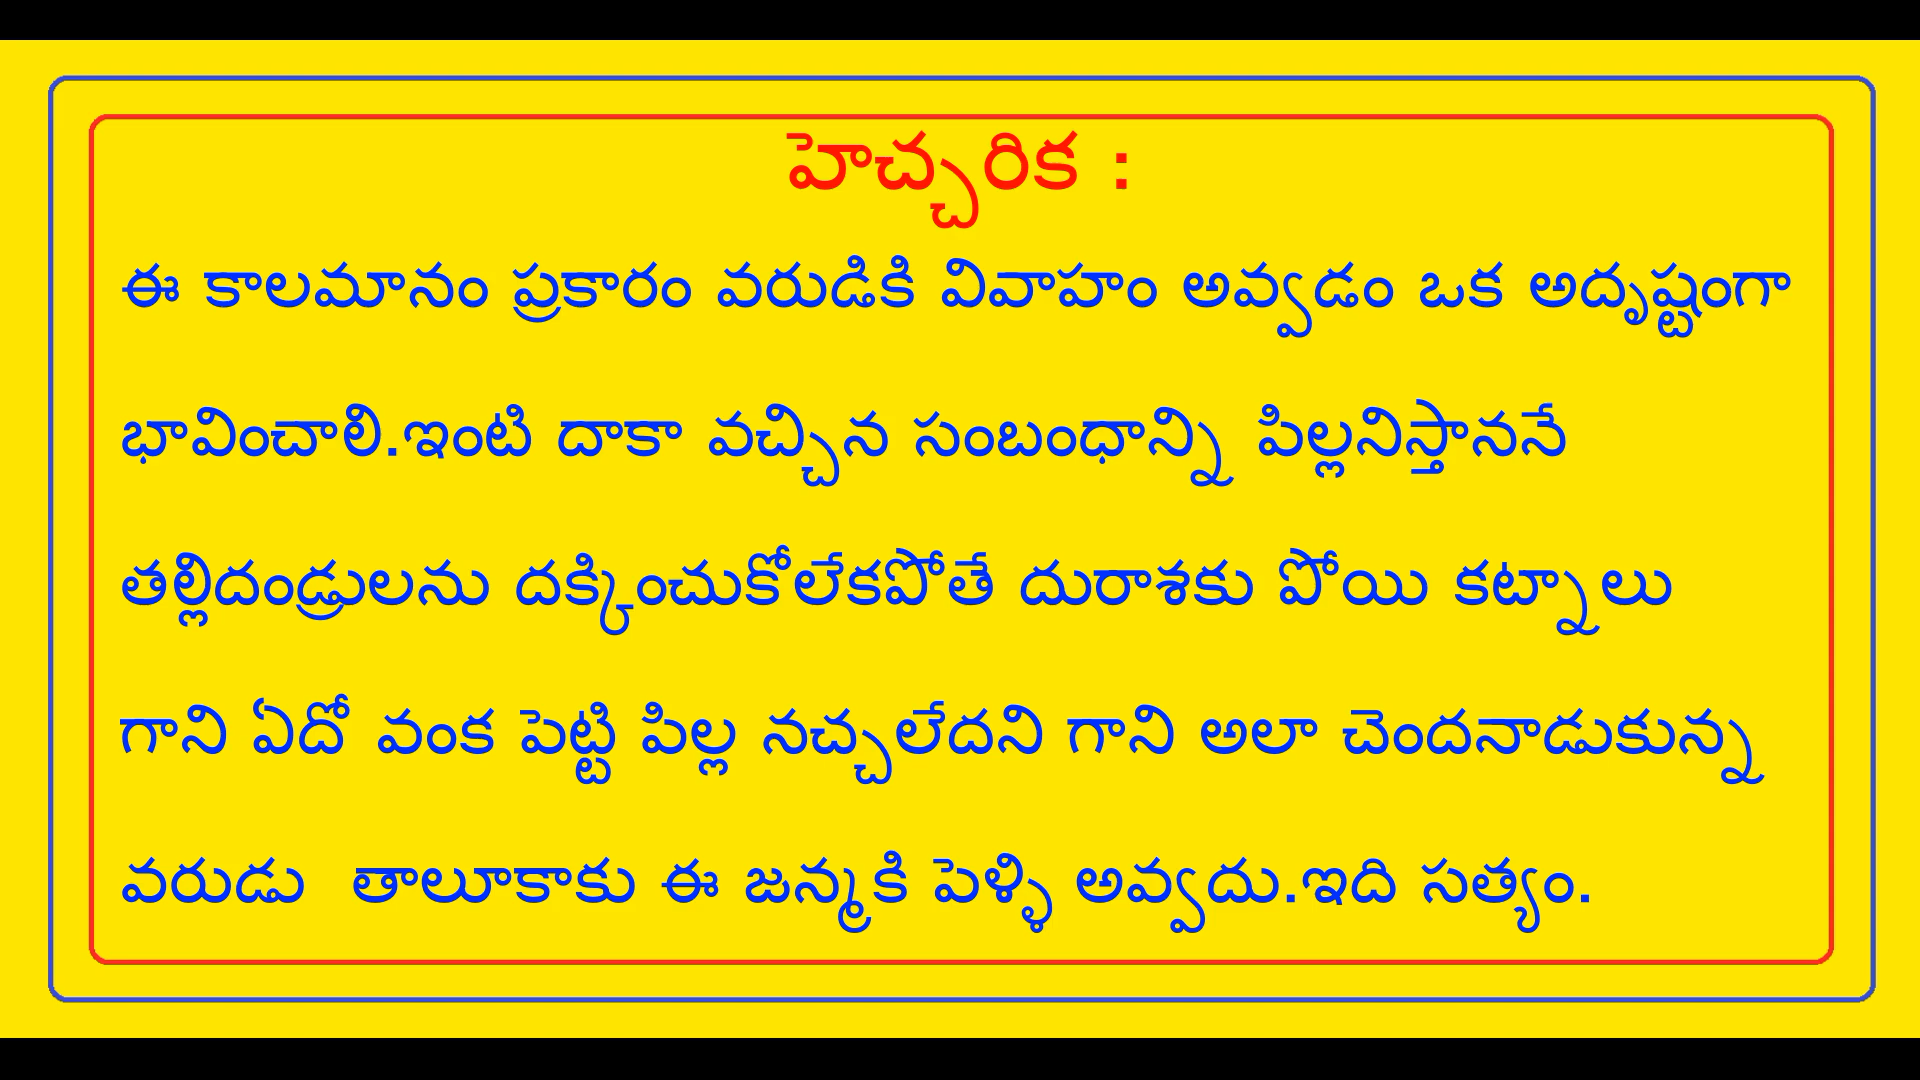 హెచ్చరిక :
ఈ కాలమానం ప్రకారం వరుడికి వివాహం అవ్వడం ఒక అదృష్టంగా
భావించాలి.ఇంటి దాకా వచ్చిన సంబంధాన్ని పిల్లనిస్తాననే
తల్లిదండ్రులను దక్కించుకోలేకపోతే దురాశకు పోయి కట్నాలు
గాని ఏదో వంక పెట్టి పిల్ల నచ్చలేదని గాని అలా చెందనాడుకున్న
వరుడు తాలూకాకు ఈ జన్మకి పెళ్ళి అవ్వదు.ఇది సత్యం.